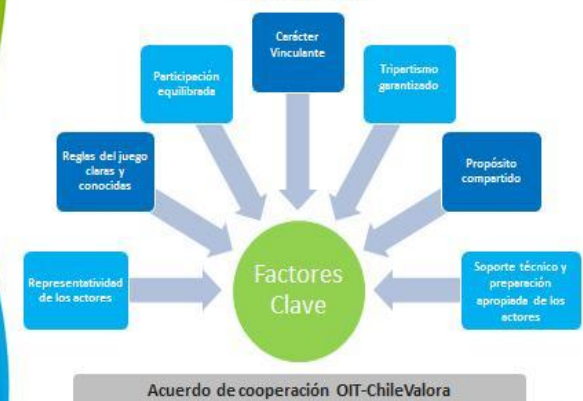 Carácter
Vinculante
Participación
equilibrada
Tripartismo
garantizado
Reglas del juego
claras y
conocidas
Propósito
compartido
Representatividad
de los actores
Factores
Clave
Soporte técnico y
preparación
apropiada de los
actores
Acuerdo de cooperación OIT-ChileValora